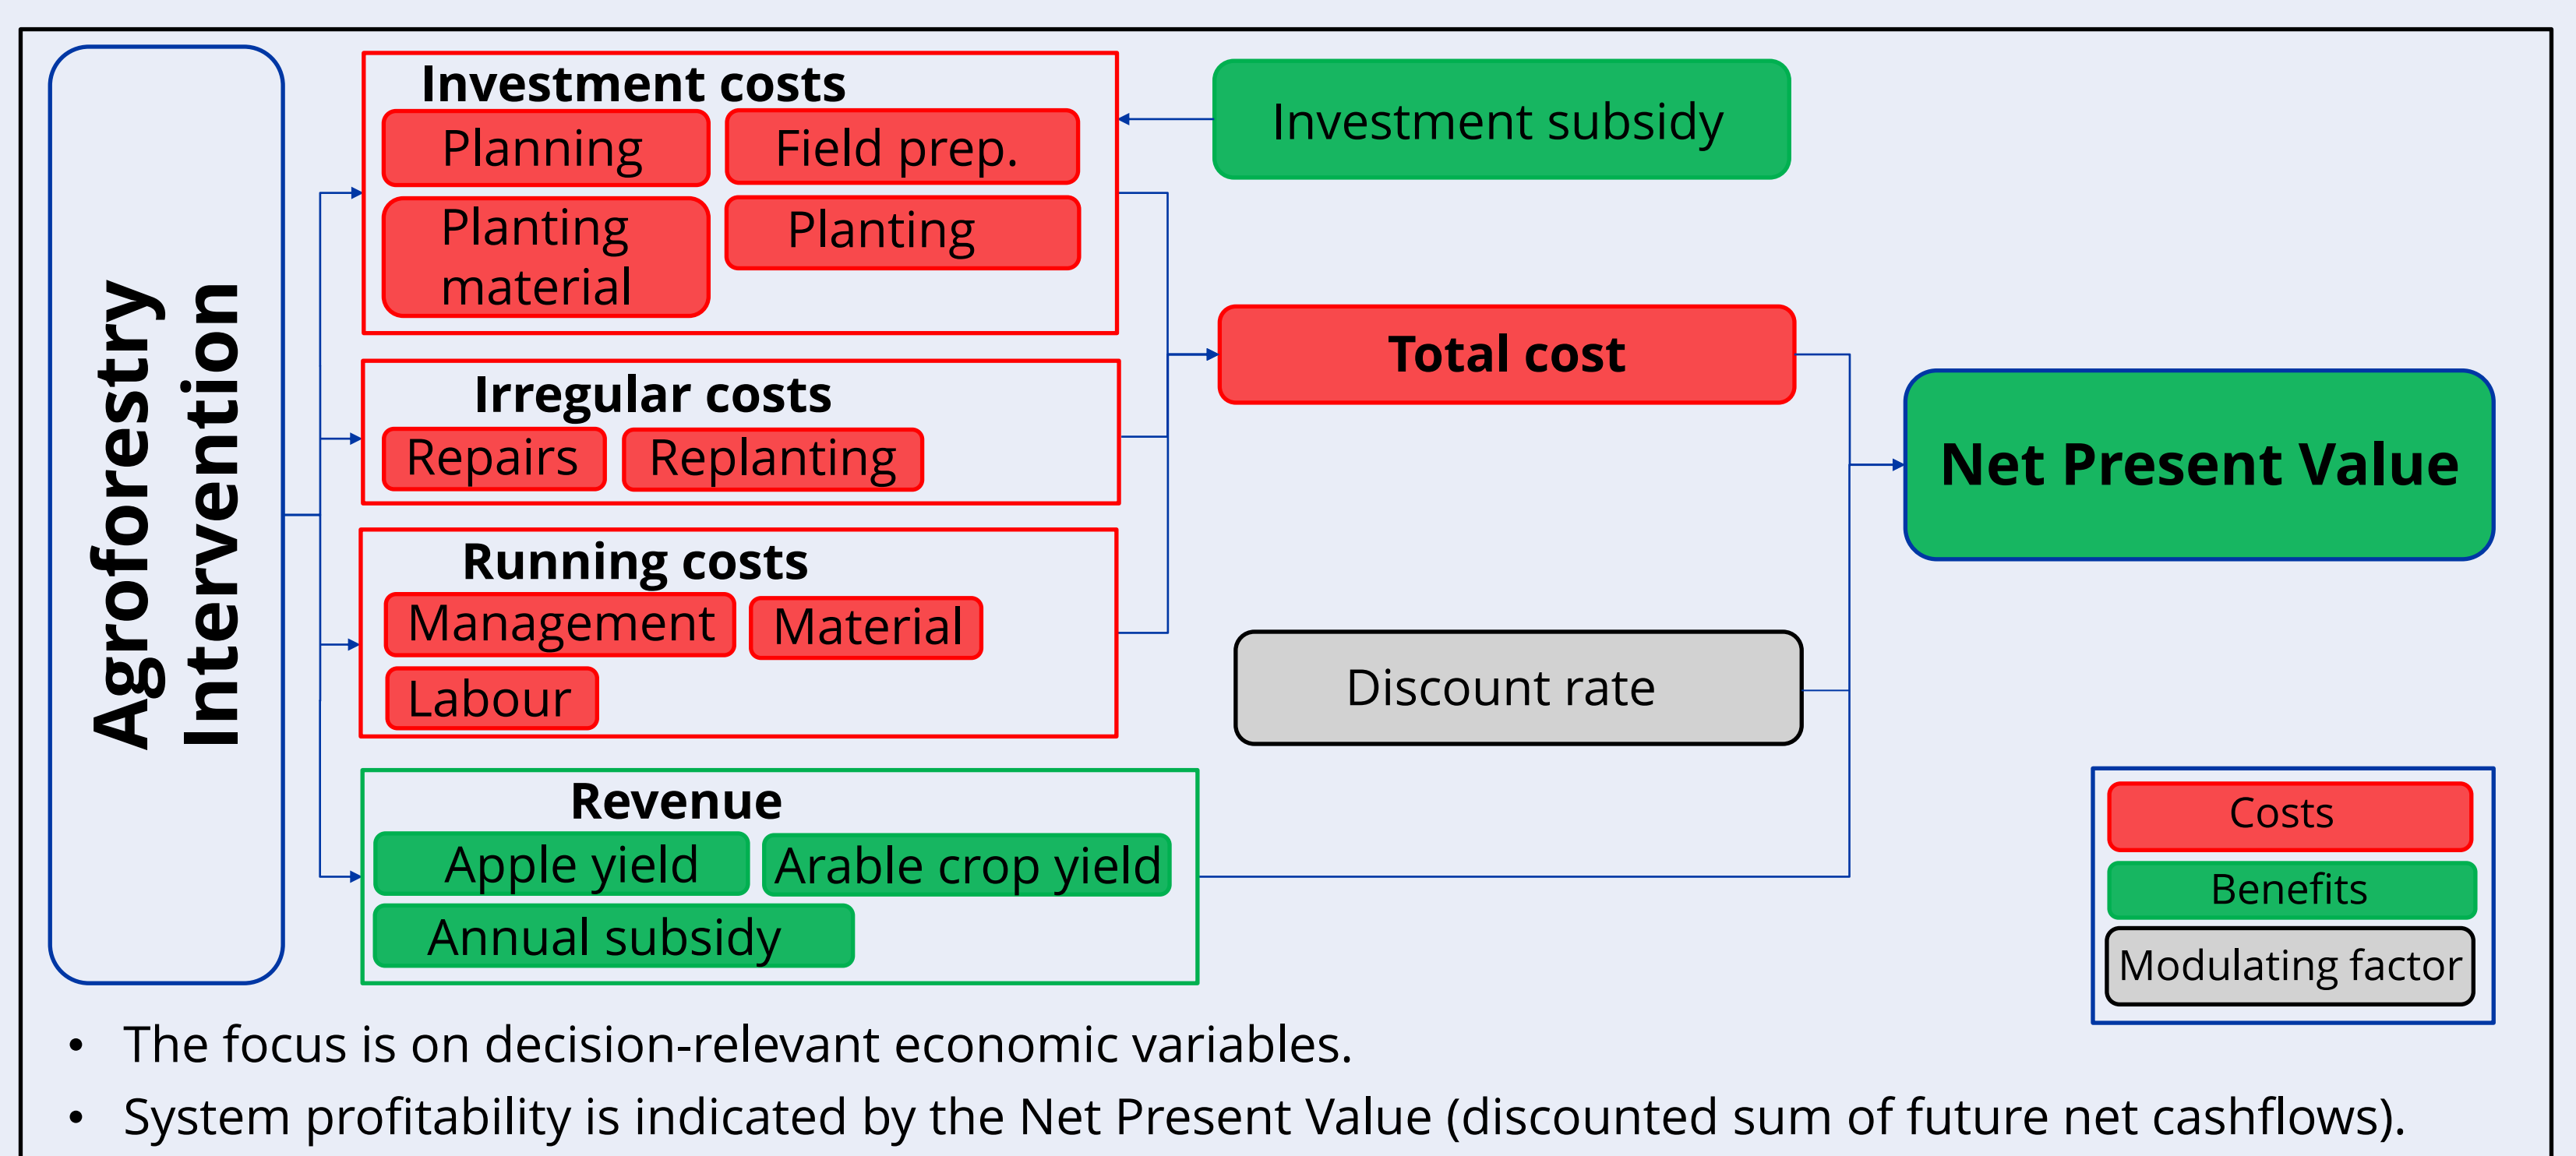 Agroforestry
Intervention
Investment costs
Planning
Field prep.
Planting
material
Planting
Irregular costs
Repairs
Replanting
Running costs
Management
Material
Labour
Revenue
Apple yield
Arable crop yield
Annual subsidy
Investment subsidy
Total cost
Discount rate
Net Present Value
Costs
Benefits
Modulating factor
• The focus is on decision-relevant economic variables.
• System profitability is indicated by the Net Present Value (discounted sum of future net cashflows).